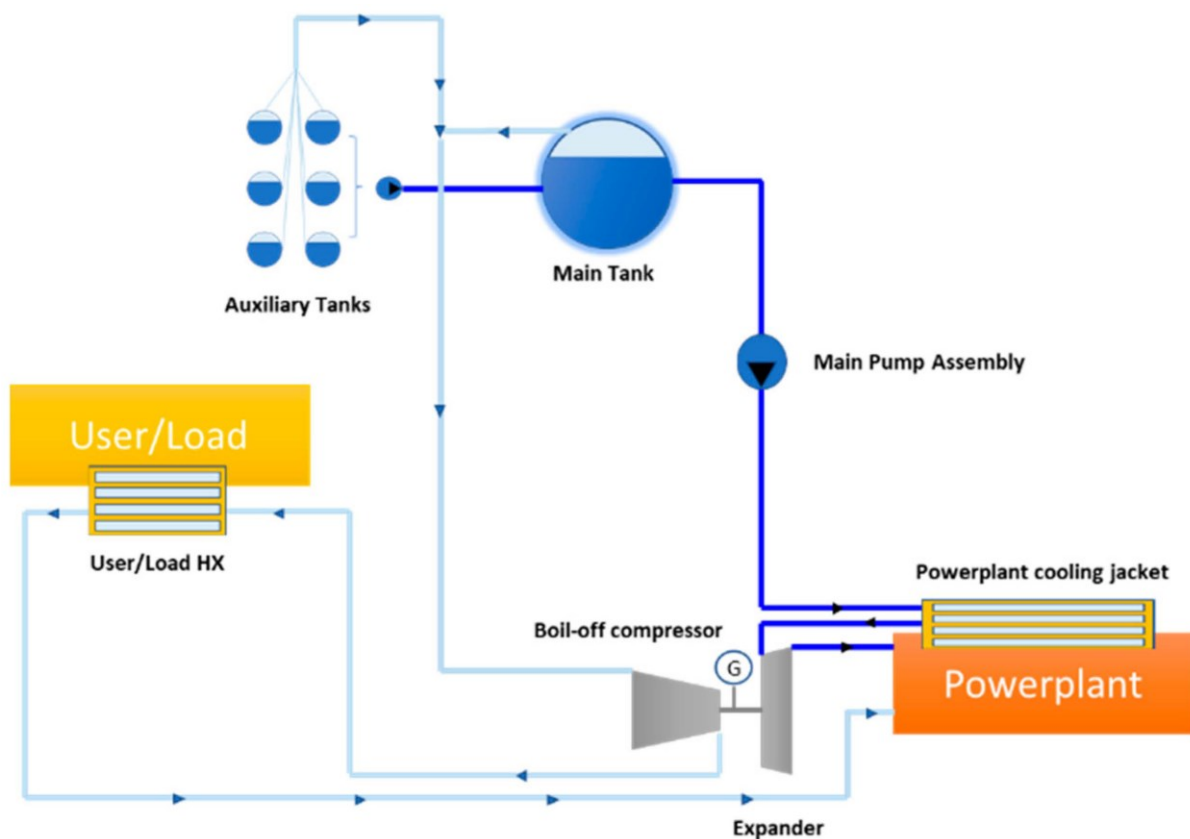 Auxiliary Tanks
Main Tank
Main Pump Assembly
User/Load
User/Load HX
Powerplant cooling jacket
Boil-off compressor
G
Powerplant
Expander